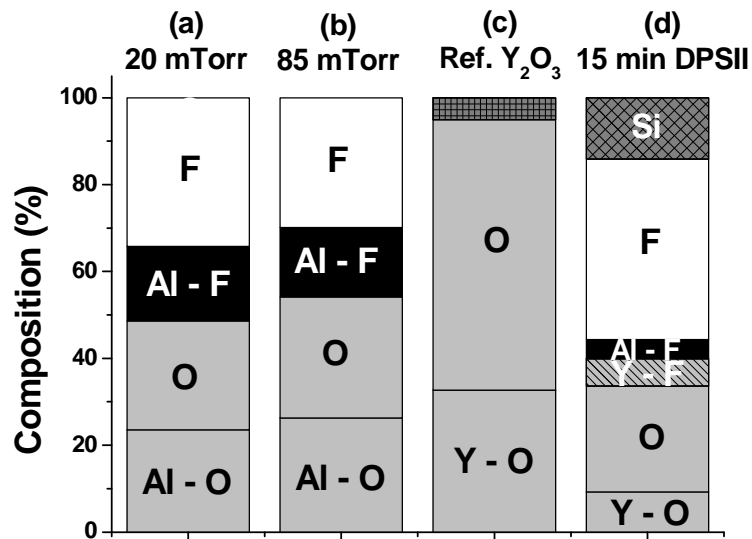 (a) (b) (c) (d)
20 mTorr 85 mTorr Ref. Y₂O₃ 15 min DPSII
Composition (%)
100
80
60
40
20
0
F
Al - F
O
Al - O
F
Al - F
O
Al - O
O
Y - O
Si
F
Al - F
Y - F
O
Y - O